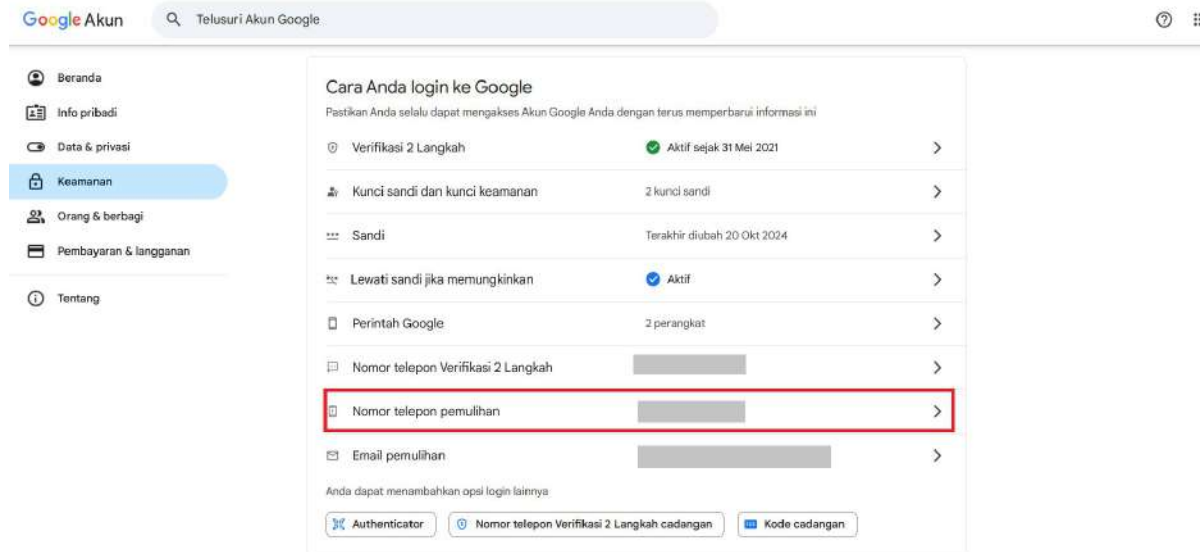 Google Akun
Telusuri Akun Google
Beranda
Info pribadi
Data & privasi
Keamanan
Orang & berbagi
Pembayaran & langganan
Tentang
Cara Anda login ke Google
Pastikan Anda selalu dapat mengakses Akun Google Anda dengan terus memperbarui informasi ini
Verifikasi 2 Langkah Aktif sejak 31 Mei 2021
Kunci sandi dan kunci keamanan 2 kunci sandi
Sandi Terakhir diubah 20 Okt 2024
Lewati sandi jika memungkinkan Aktif
Perintah Google 2 perangkat
Nomor telepon Verifikasi 2 Langkah
Nomor telepon pemulihan
Email pemulihan
Anda dapat menambahkan opsi login lainnya
Authenticator Nomor telepon Verifikasi 2 Langkah cadangan Kode cadangan